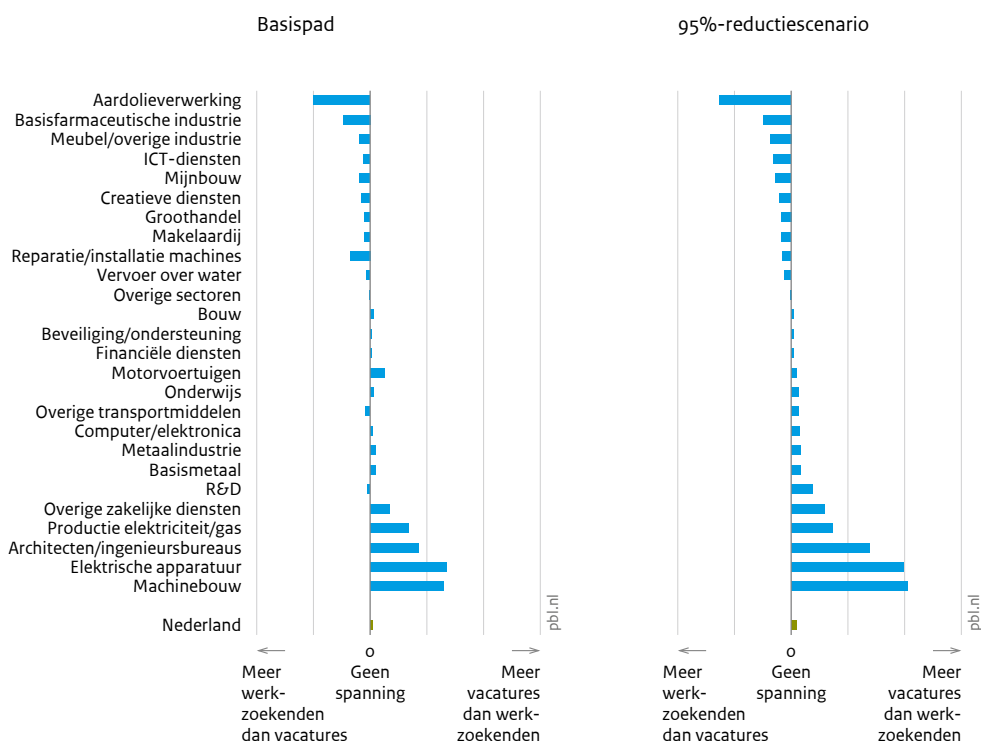 Basispad
95%-reductiescenario
Aardolieverwerking
Basisfarmaceutische industrie
Meubel/overige industrie
ICT-diensten
Mijnbouw
Creatieve diensten
Groothandel
Makelaardij
Reparatie/installatie machines
Vervoer over water
Overige sectoren
Bouw
Beveiliging/ondersteuning
Financiële diensten
Motorvoertuigen
Onderwijs
Overige transportmiddelen
Computer/elektronica
Metaalindustrie
Basismetaal
R&D
Overige zakelijke diensten
Productie elektriciteit/gas
Architecten/ingenieursbureaus
Elektrische apparatuur
Machinebouw
Nederland
pbl.nl
pbl.nl
0
Meer
werk-
zoekenden
dan vacatures
Geen
spanning
Meer
vacatures
dan werk-
zoekenden
0
Meer
werk-
zoekenden
dan vacatures
Geen
spanning
Meer
vacatures
dan werk-
zoekenden